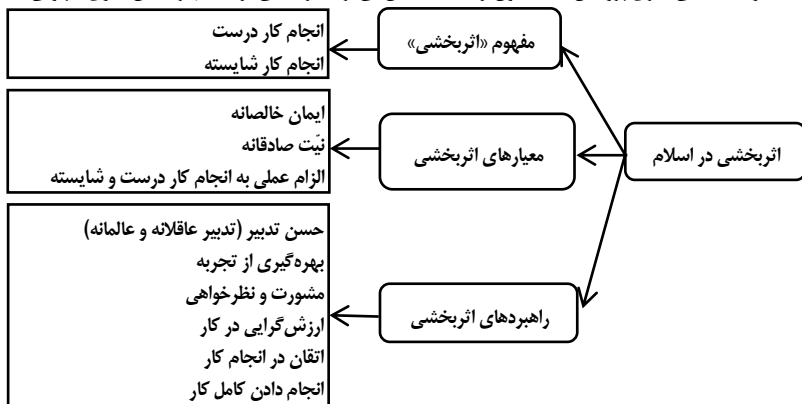 اثربخشی در اسلام
مفهوم «اثربخشی»
انجام کار درست
انجام کار شایسته
معیارهای اثربخشی
ایمان خالصانه
نیّت صادقانه
الزام عملی به انجام کار درست و شایسته
راهبردهای اثربخشی
حسن تدبیر (تدبیر عاقلانه و عالمانه)
بهره‌گیری از تجربه
مشورت و نظرخواهی
ارزش‌گرایی در کار
اتقان در انجام کار
انجام دادن کامل کار